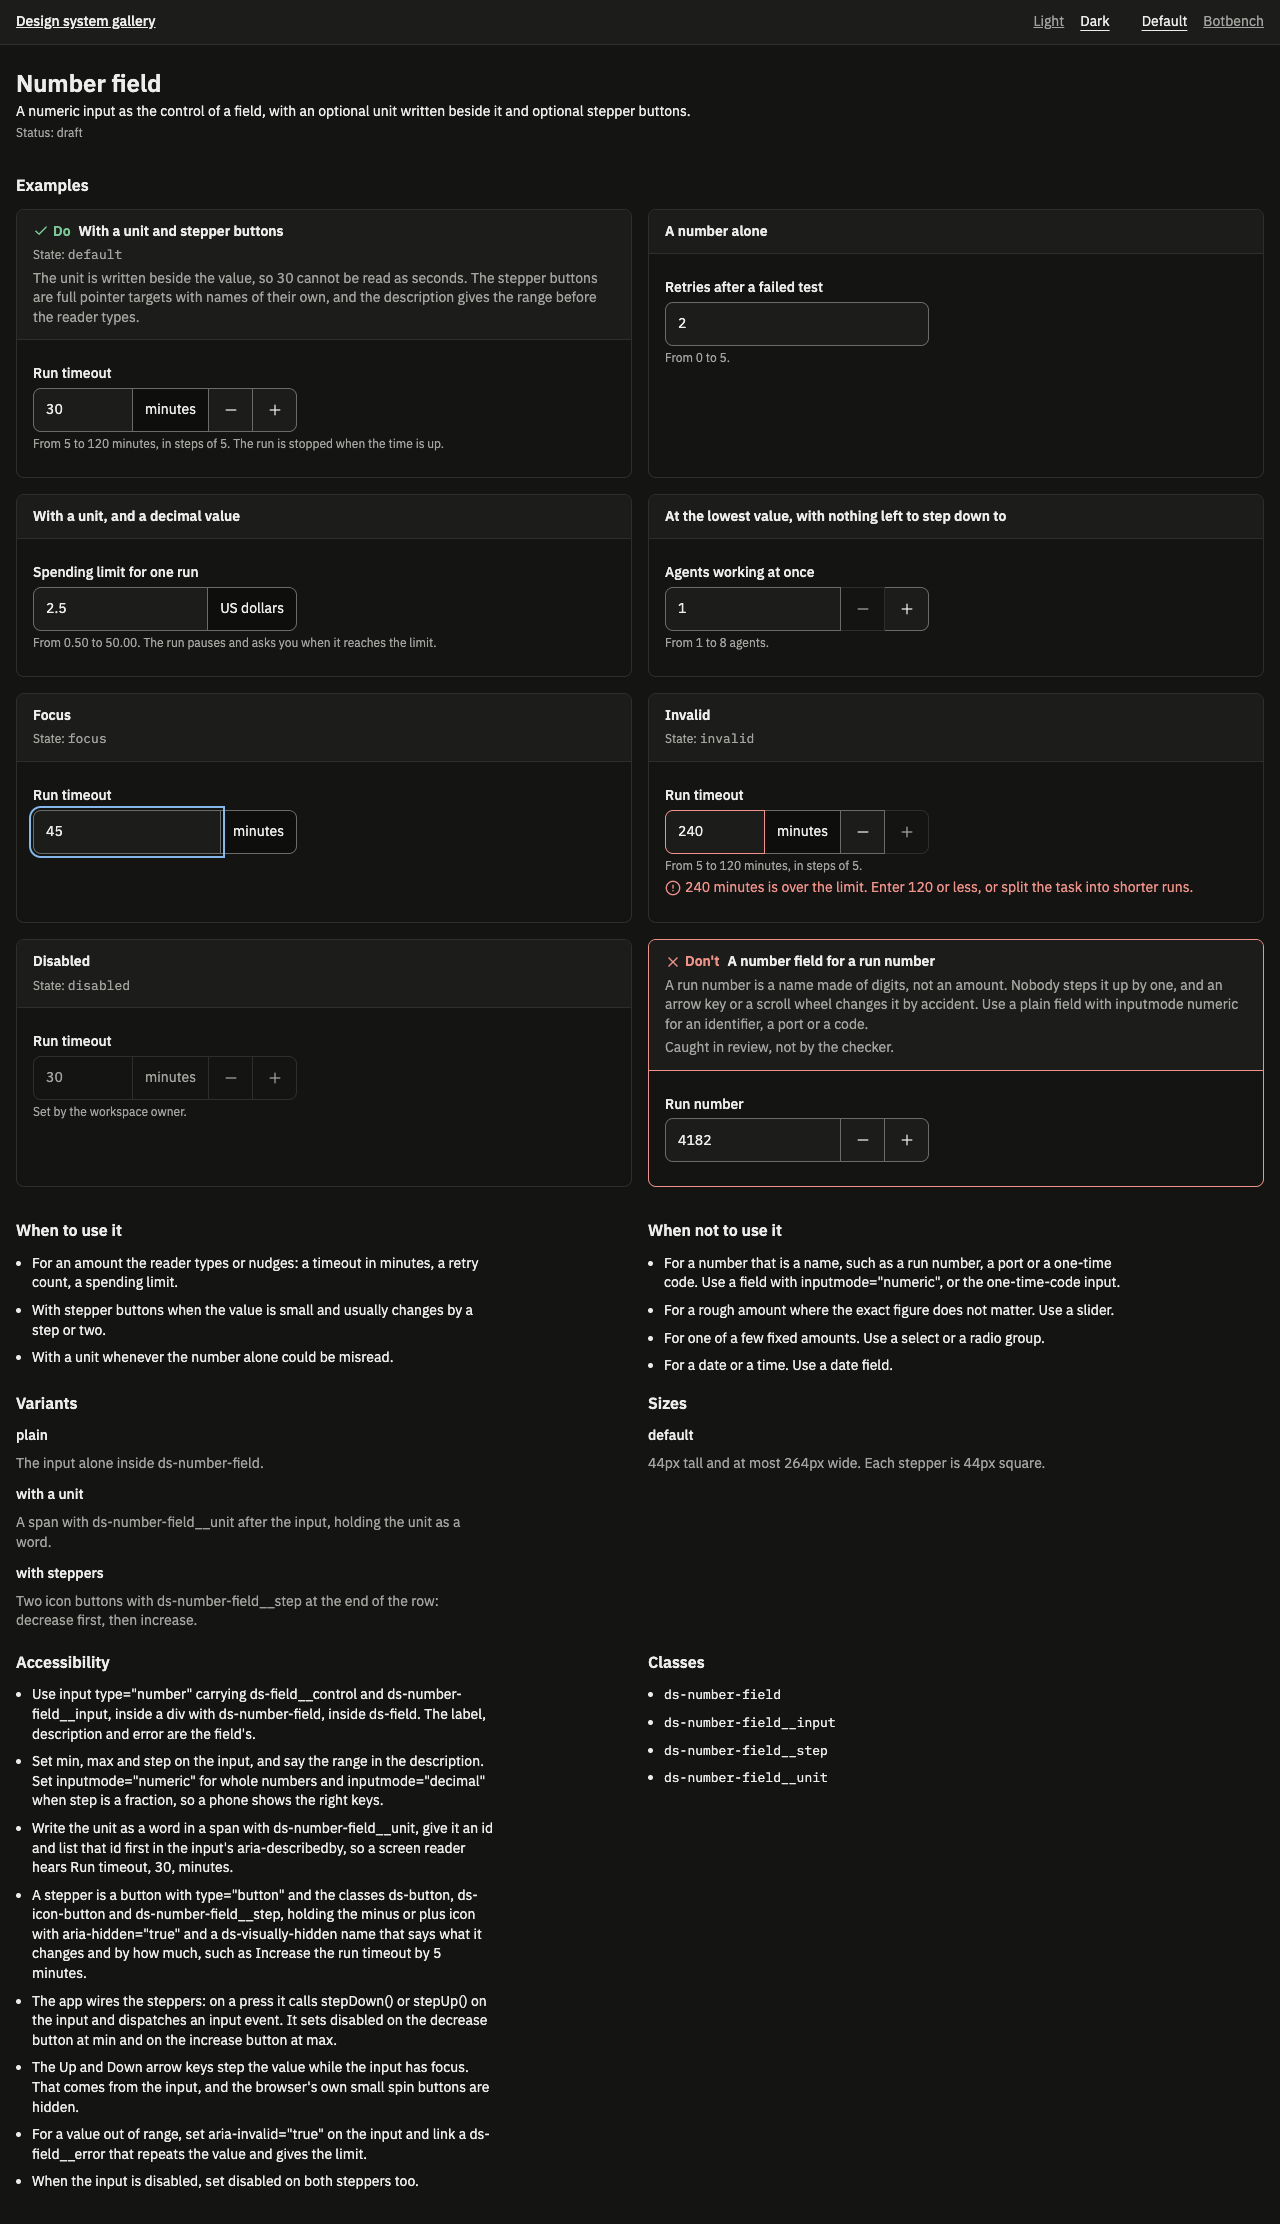 Design system gallery
Light Dark Default Botbench
Number field
A numeric input as the control of a field, with an optional unit written beside it and optional stepper buttons.
Status: draft
Examples
Do With a unit and stepper buttons
State: default
The unit is written beside the value, so 30 cannot be read as seconds. The stepper buttons
are full pointer targets with names of their own, and the description gives the range before
the reader types.
Run timeout
30 minutes − +
From 5 to 120 minutes, in steps of 5. The run is stopped when the time is up.
A number alone
Retries after a failed test
2
From 0 to 5.
With a unit, and a decimal value
Spending limit for one run
2.5 US dollars
From 0.50 to 50.00. The run pauses and asks you when it reaches the limit.
At the lowest value, with nothing left to step down to
Agents working at once
1 − +
From 1 to 8 agents.
Focus
State: focus
Run timeout
45 minutes
Invalid
State: invalid
Run timeout
240 minutes − +
From 5 to 120 minutes, in steps of 5.
240 minutes is over the limit. Enter 120 or less, or split the task into shorter runs.
Disabled
State: disabled
Run timeout
30 minutes − +
Set by the workspace owner.
Don't A number field for a run number
A run number is a name made of digits, not an amount. Nobody steps it up by one, and an
arrow key or a scroll wheel changes it by accident. Use a plain field with inputmode numeric
for an identifier, a port or a code.
Caught in review, not by the checker.
Run number
4182 − +
When to use it
• For an amount the reader types or nudges: a timeout in minutes, a retry
count, a spending limit.
• With stepper buttons when the value is small and usually changes by a
step or two.
• With a unit whenever the number alone could be misread.
When not to use it
• For a number that is a name, such as a run number, a port or a one-time
code. Use a field with inputmode="numeric", or the one-time-code input.
• For a rough amount where the exact figure does not matter. Use a slider.
• For one of a few fixed amounts. Use a select or a radio group.
• For a date or a time. Use a date field.
Variants
plain
The input alone inside ds-number-field.
with a unit
A span with ds-number-field__unit after the input, holding the unit as a
word.
with steppers
Two icon buttons with ds-number-field__step at the end of the row:
decrease first, then increase.
Sizes
default
44px tall and at most 264px wide. Each stepper is 44px square.
Accessibility
• Use input type="number" carrying ds-field__control and ds-number-
field__input, inside a div with ds-number-field, inside ds-field. The label,
description and error are the field's.
• Set min, max and step on the input, and say the range in the description.
Set inputmode="numeric" for whole numbers and inputmode="decimal"
when step is a fraction, so a phone shows the right keys.
• Write the unit as a word in a span with ds-number-field__unit, give it an id
and list that id first in the input's aria-describedby, so a screen reader
hears Run timeout, 30, minutes.
• A stepper is a button with type="button" and the classes ds-button, ds-
icon-button and ds-number-field__step, holding the minus or plus icon
with aria-hidden="true" and a ds-visually-hidden name that says what it
changes and by how much, such as Increase the run timeout by 5
minutes.
• The app wires the steppers: on a press it calls stepDown() or stepUp() on
the input and dispatches an input event. It sets disabled on the decrease
button at min and on the increase button at max.
• The Up and Down arrow keys step the value while the input has focus.
That comes from the input, and the browser's own small spin buttons are
hidden.
• For a value out of range, set aria-invalid="true" on the input and link a ds-
field__error that repeats the value and gives the limit.
• When the input is disabled, set disabled on both steppers too.
Classes
• ds-number-field
• ds-number-field__input
• ds-number-field__step
• ds-number-field__unit